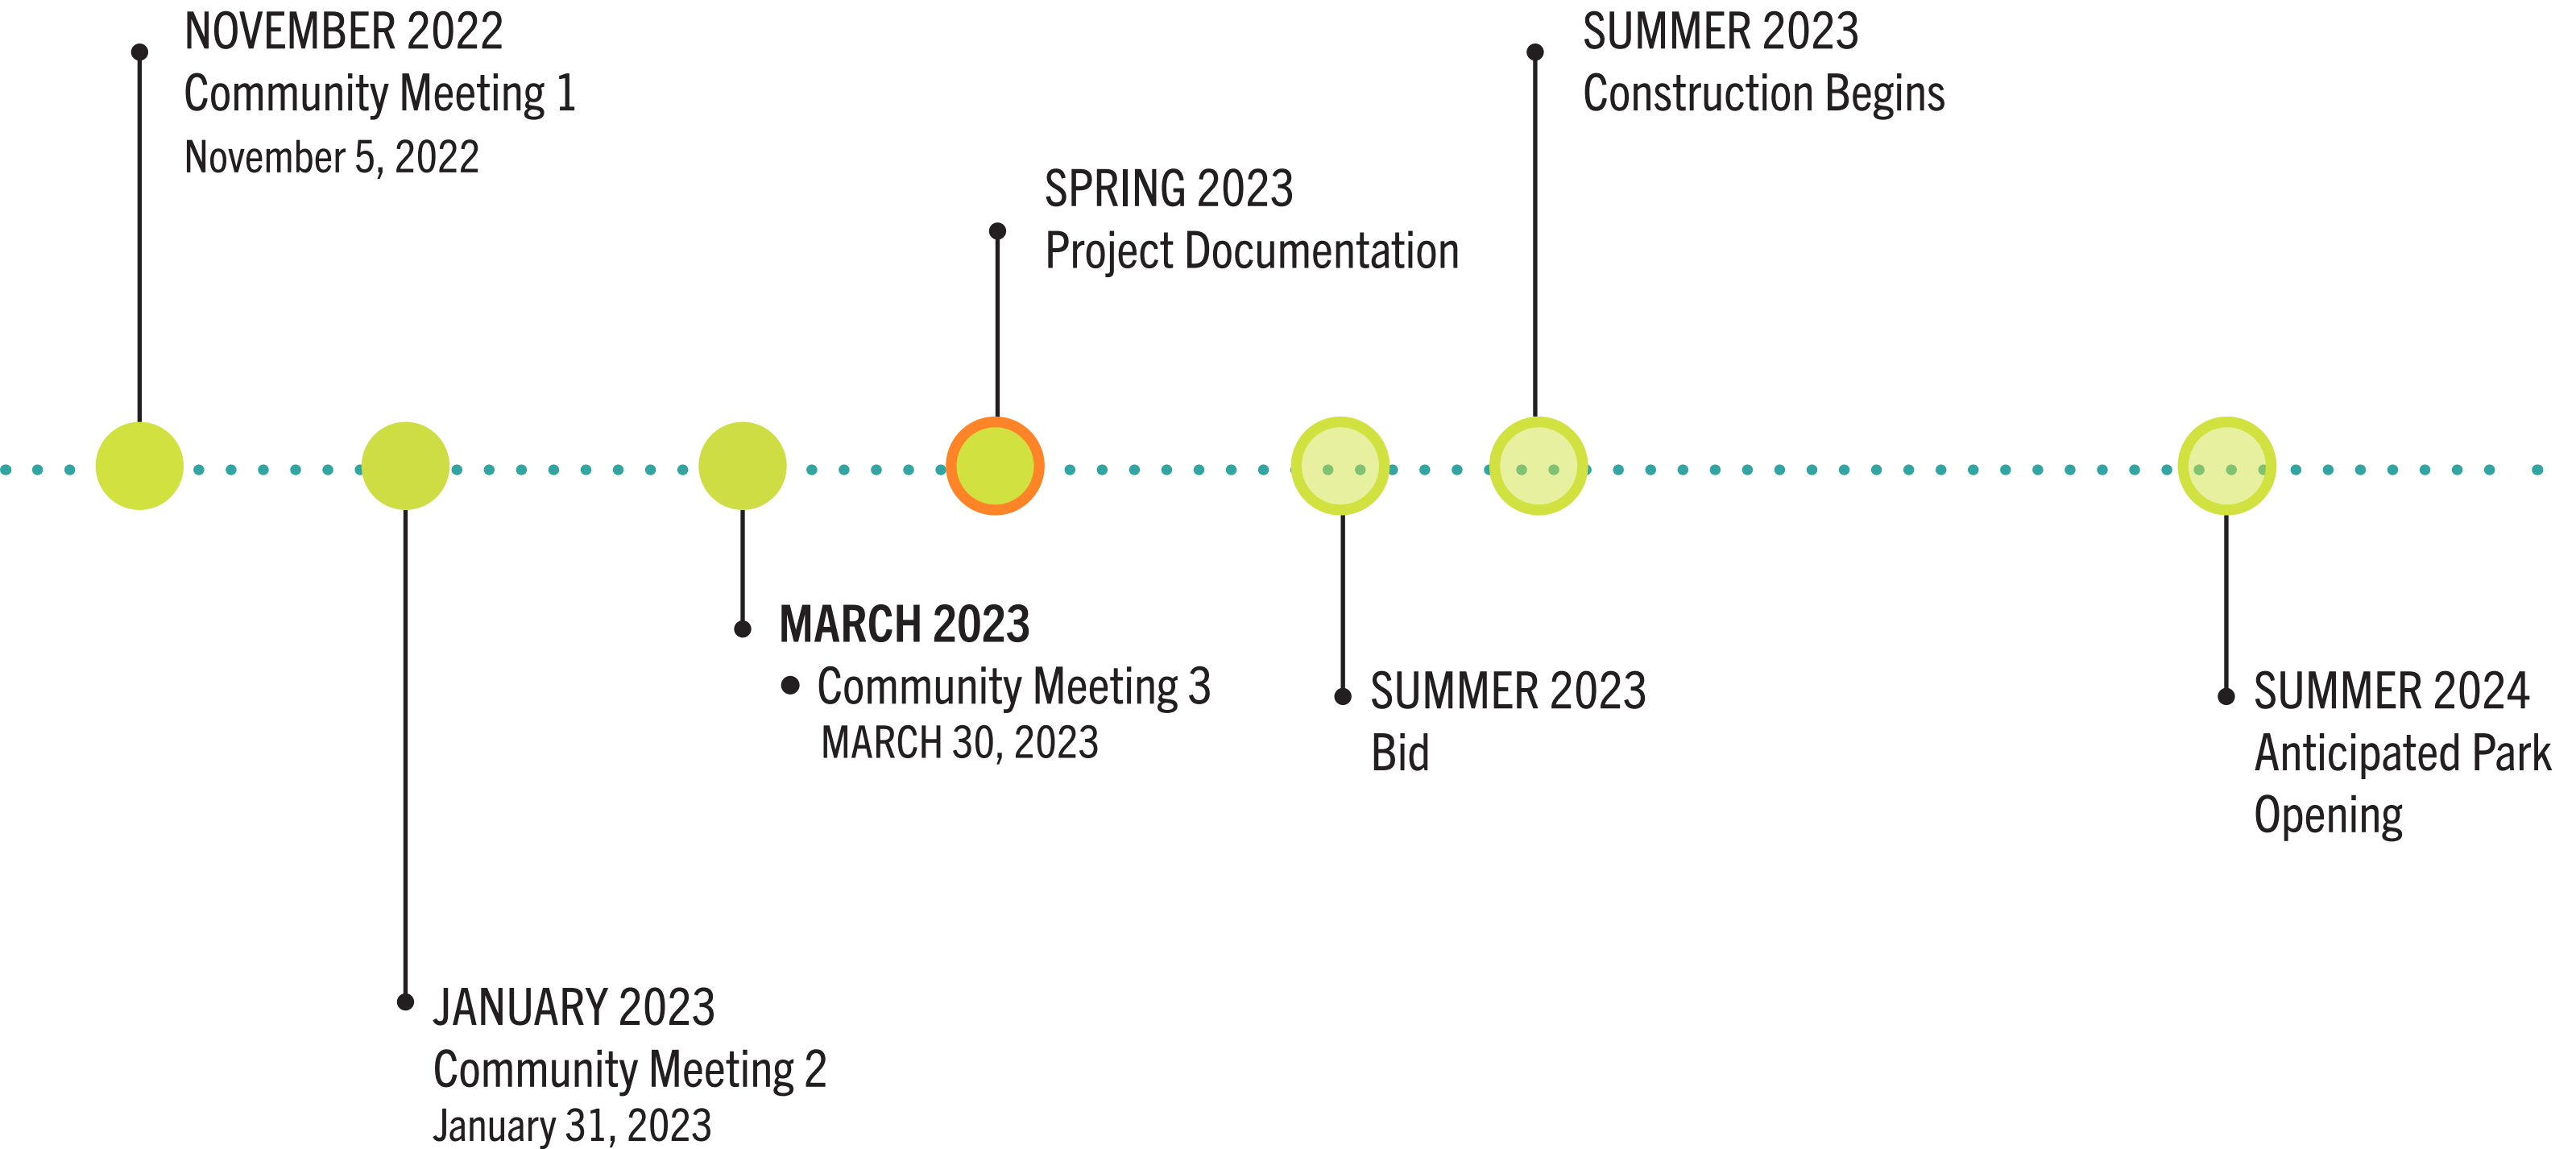 NOVEMBER 2022
Community Meeting 1
November 5, 2022
JANUARY 2023
Community Meeting 2
January 31, 2023
MARCH 2023
• Community Meeting 3
MARCH 30, 2023
SPRING 2023
Project Documentation
SUMMER 2023
Bid
SUMMER 2023
Construction Begins
SUMMER 2024
Anticipated Park
Opening